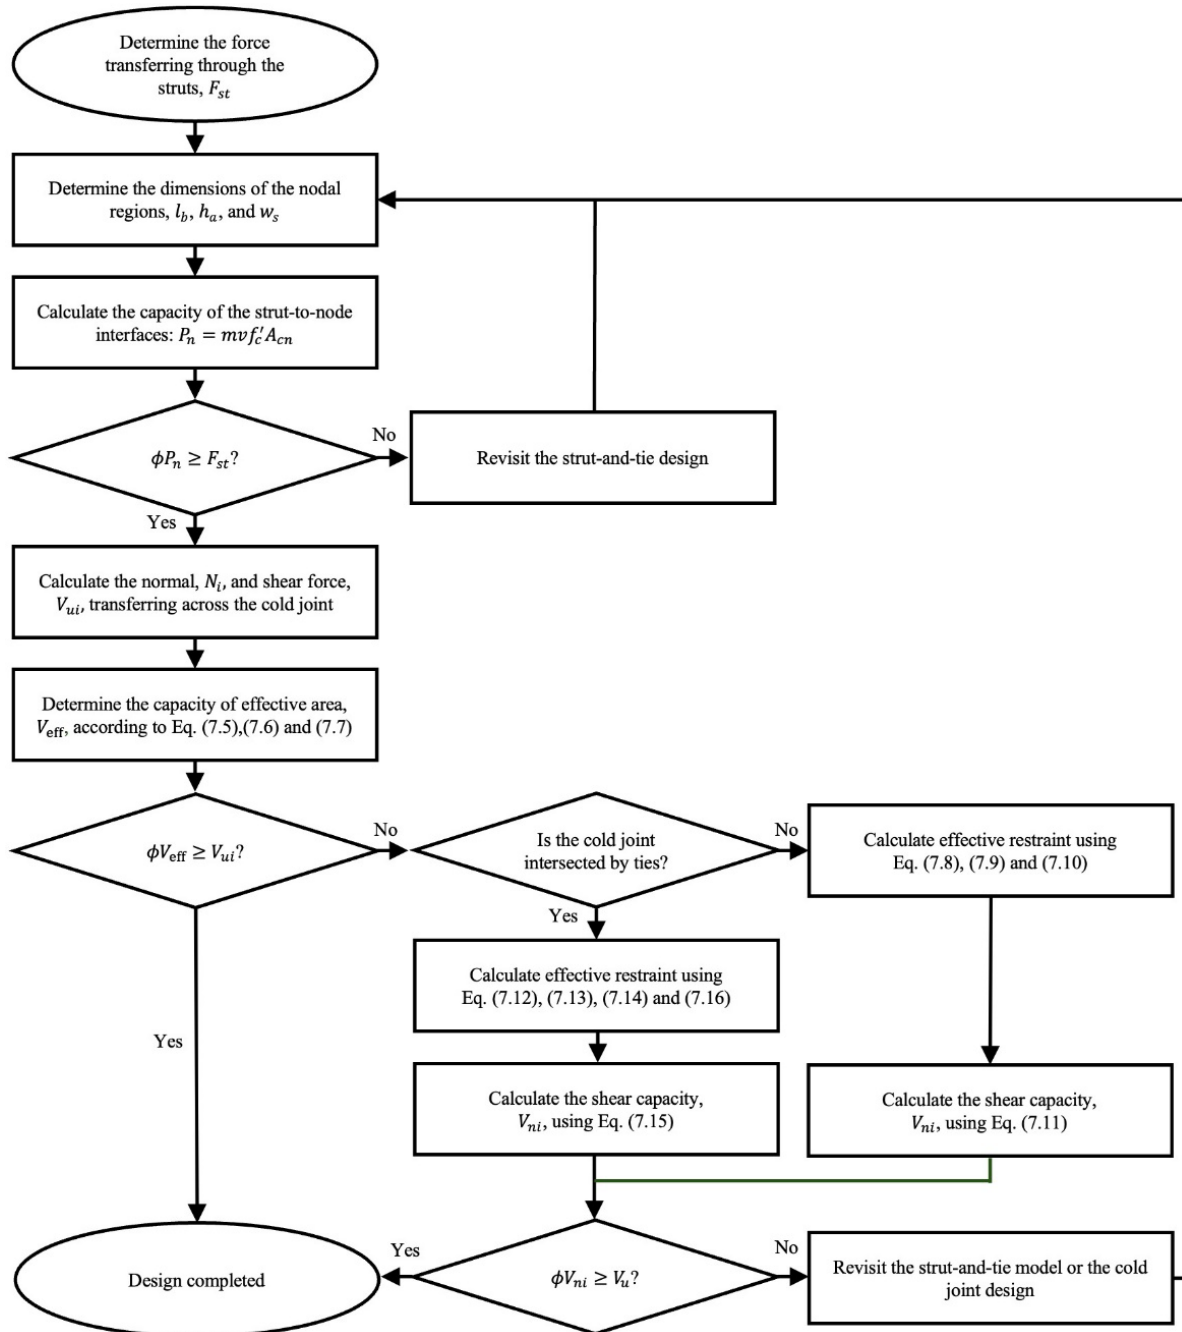 Determine the force
transferring through the
struts, F_st
Determine the dimensions of the nodal
regions, l_b, h_a, and w_s
Calculate the capacity of the strut-to-node
interfaces: P_n = mvf_c′A_cn
ϕP_n ≥ F_st?
No
Revisit the strut-and-tie design
Yes
Calculate the normal, N_i, and shear force,
V_ui, transferring across the cold joint
Determine the capacity of effective area,
V_eff, according to Eq. (7.5),(7.6) and (7.7)
ϕV_eff ≥ V_ui?
No
Is the cold joint
intersected by ties?
No
Calculate effective restraint using
Eq. (7.8), (7.9) and (7.10)
Yes
Calculate effective restraint using
Eq. (7.12), (7.13), (7.14) and (7.16)
Yes
Calculate the shear capacity,
V_ni, using Eq. (7.15)
Calculate the shear capacity,
V_ni, using Eq. (7.11)
Design completed
Yes
ϕV_ni ≥ V_u?
No
Revisit the strut-and-tie model or the cold
joint design